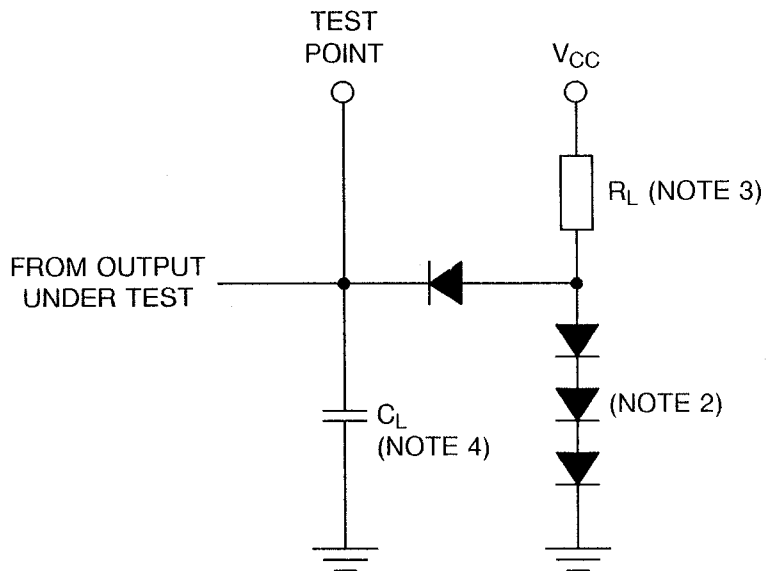 TEST
POINT
VCC
RL (NOTE 3)
FROM OUTPUT
UNDER TEST
(NOTE 2)
CL
(NOTE 4)